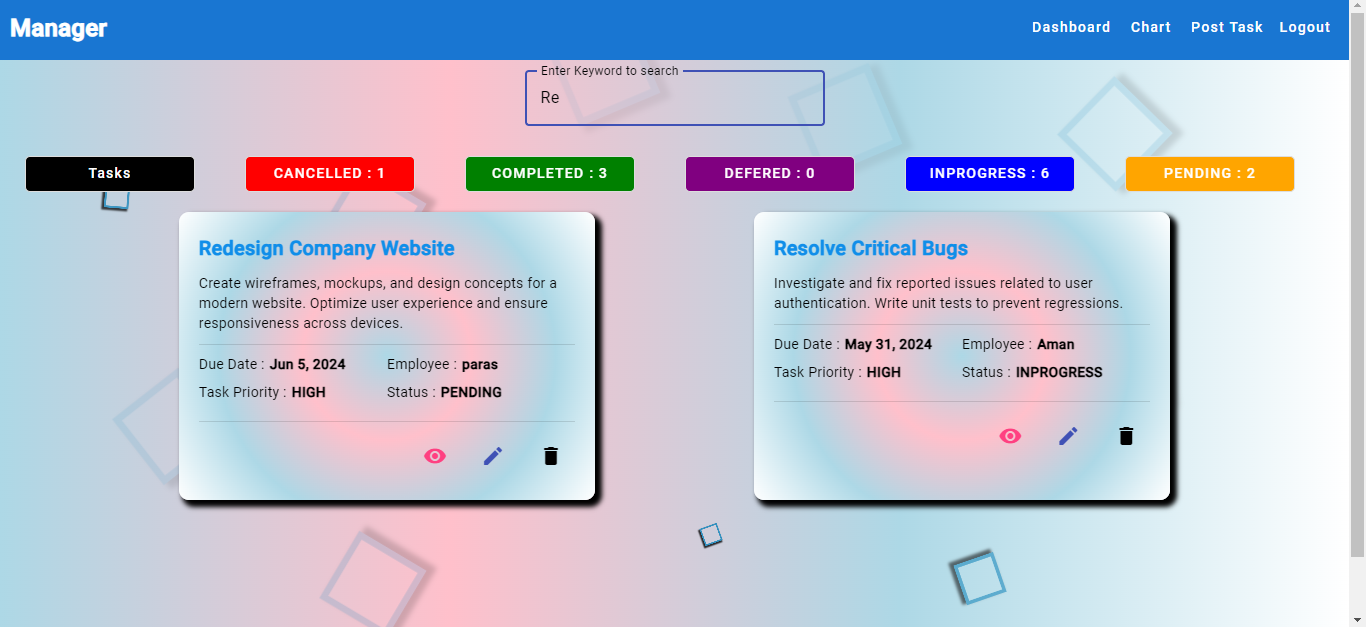 Manager
Dashboard Chart Post Task Logout
Enter Keyword to search
Re
Tasks
CANCELLED : 1
COMPLETED : 3
DEFERED : 0
INPROGRESS : 6
PENDING : 2
Redesign Company Website
Create wireframes, mockups, and design concepts for a
modern website. Optimize user experience and ensure
responsiveness across devices.
Due Date : Jun 5, 2024 Employee : paras
Task Priority : HIGH Status : PENDING
Resolve Critical Bugs
Investigate and fix reported issues related to user
authentication. Write unit tests to prevent regressions.
Due Date : May 31, 2024 Employee : Aman
Task Priority : HIGH Status : INPROGRESS